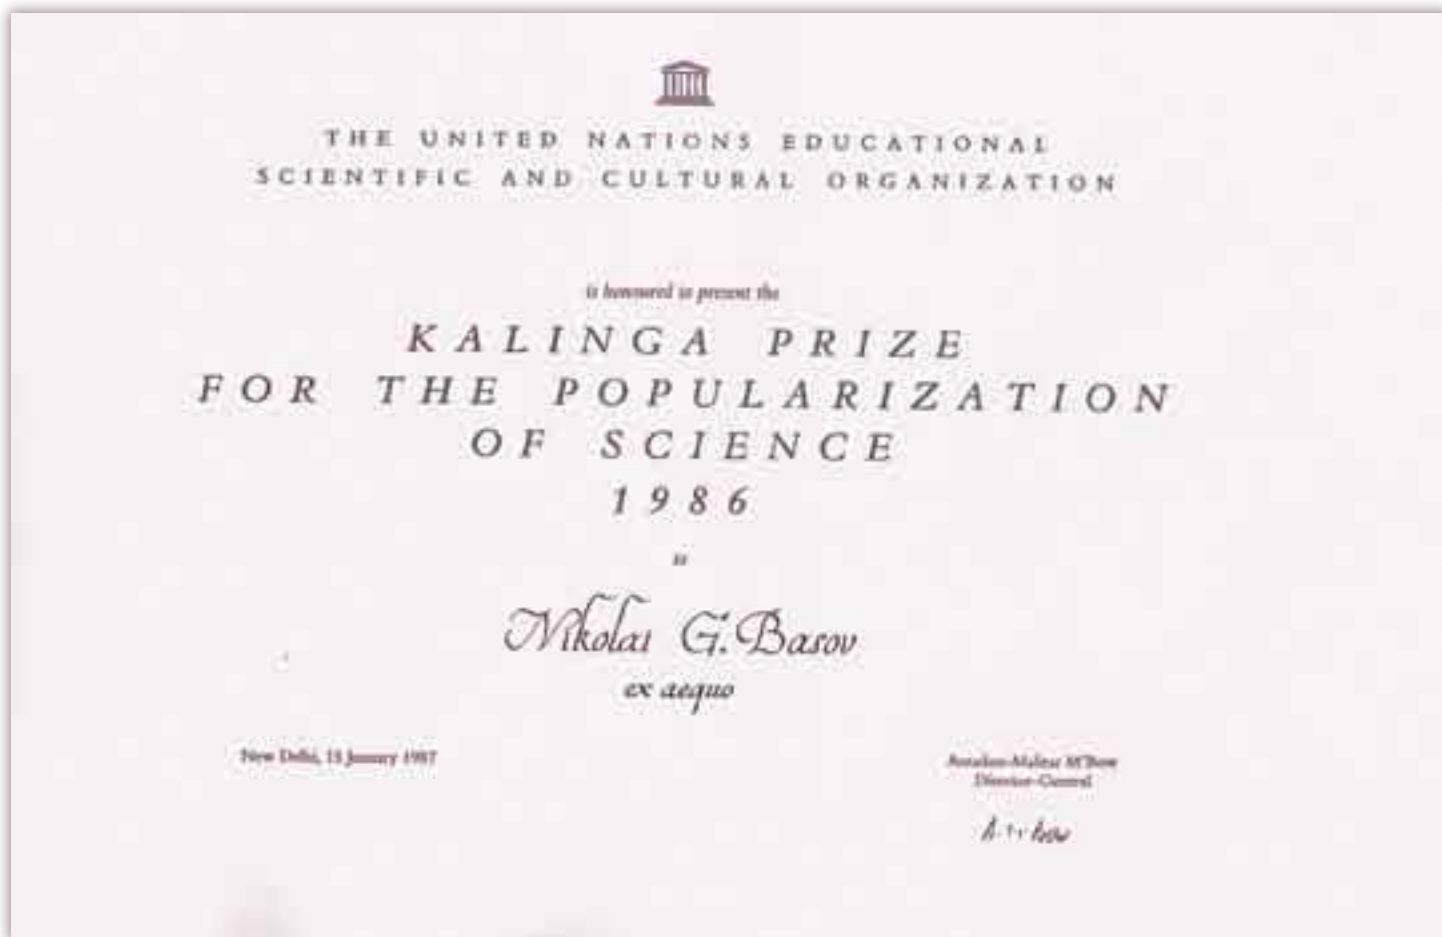 THE UNITED NATIONS EDUCATIONAL
SCIENTIFIC AND CULTURAL ORGANIZATION
is honoured to present the
KALINGA PRIZE
FOR THE POPULARIZATION
OF SCIENCE
1986
to
Nikolai G. Basov
ex aequo
New Delhi, 15 January 1987
M'Bow
Director-General